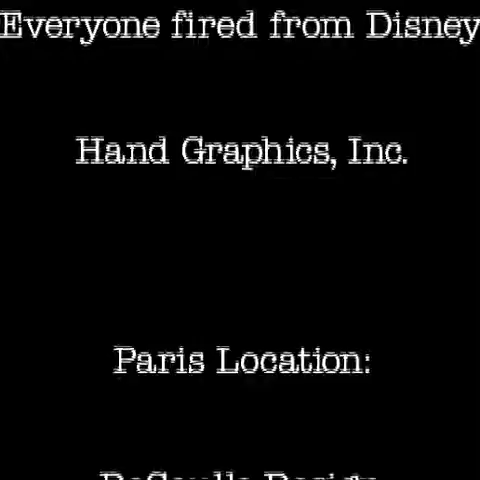 Everyone fired from Disney
Hand Graphics, Inc.
Paris Location: